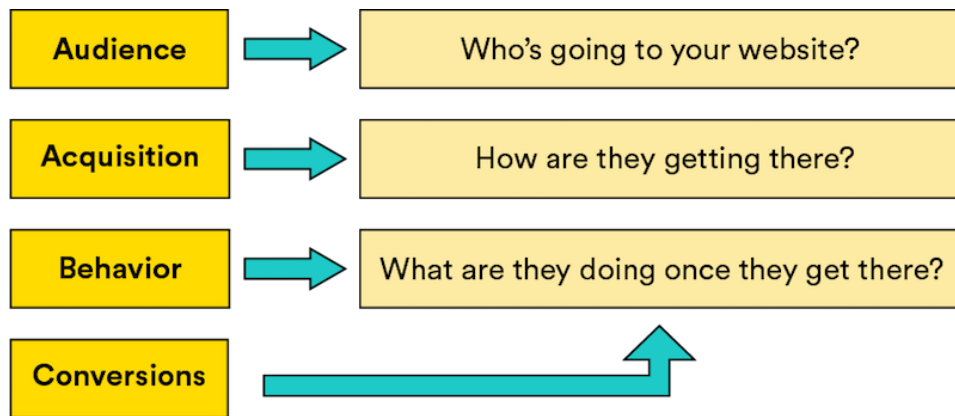 Audience
Who's going to your website?
Acquisition
How are they getting there?
Behavior
What are they doing once they get there?
Conversions